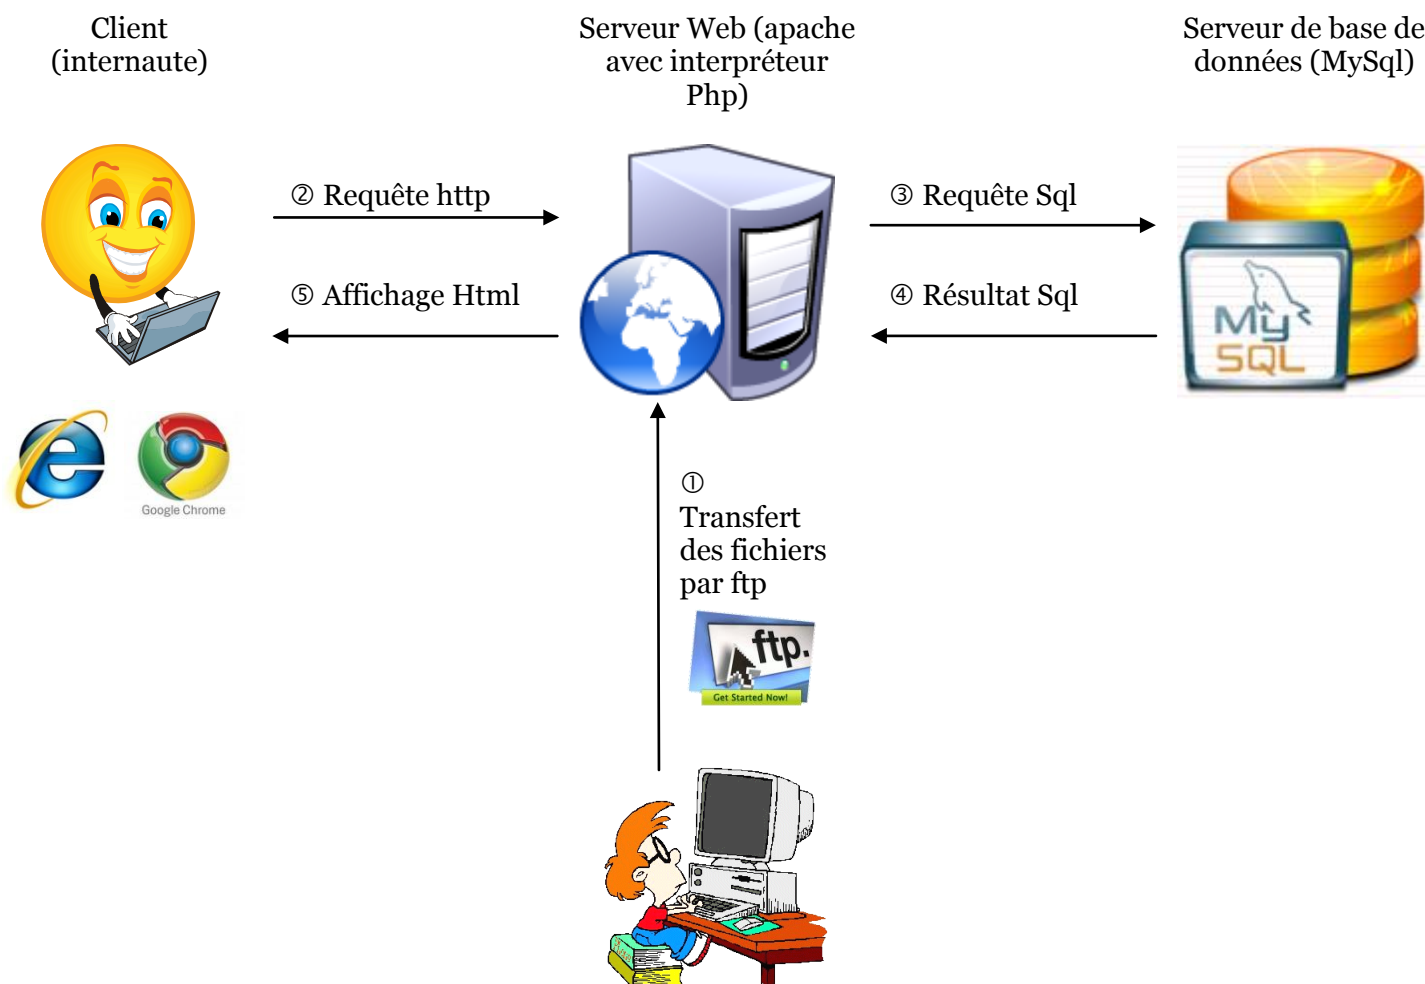 Client
(internaute)
Serveur Web (apache
avec interpréteur
Php)
Serveur de base de
données (MySql)
② Requête http
③ Requête Sql
⑤ Affichage Html
④ Résultat Sql
My
SQL
Google Chrome
①
Transfert
des fichiers
par ftp
ftp.
Get Started Now!